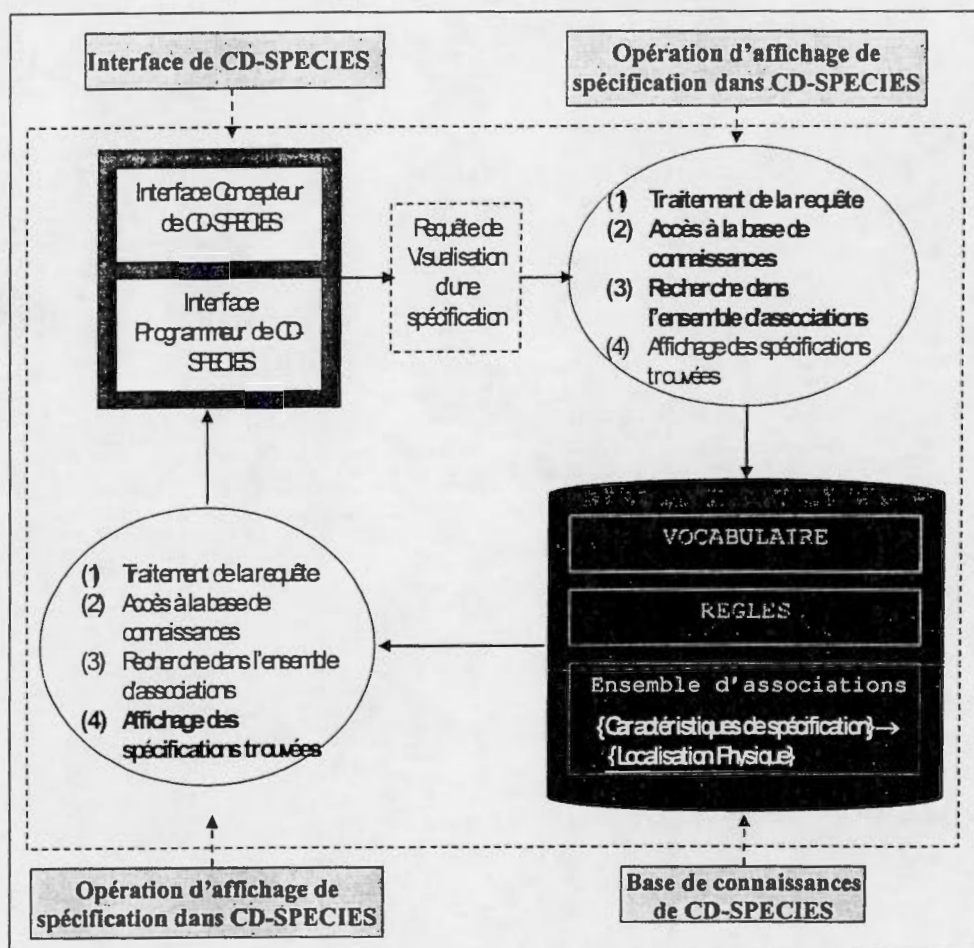 Interface de CD-SPECIES
Opération d'affichage de
spécification dans CD-SPECIES
Interface Concepteur
de CD-SPECIES
Interface
Programmeur de CD-
SPECIES
Requête de
Visualisation
d'une
spécification
(1) Traitement de la requête
(2) Accès à la base de
connaissances
(3) Recherche dans
l'ensemble d'associations
(4) Affichage des spécifications
trouvées
VOCABULAIRE
REGLES
Ensemble d'associations
{Caractéristiques de spécification}→
{Localisation Physique}
(1) Traitement de la requête
(2) Accès à la base de
connaissances
(3) Recherche dans l'ensemble
d'associations
(4) Affichage des
spécifications trouvées
Opération d'affichage de
spécification dans CD-SPECIES
Base de connaissances
de CD-SPECIES